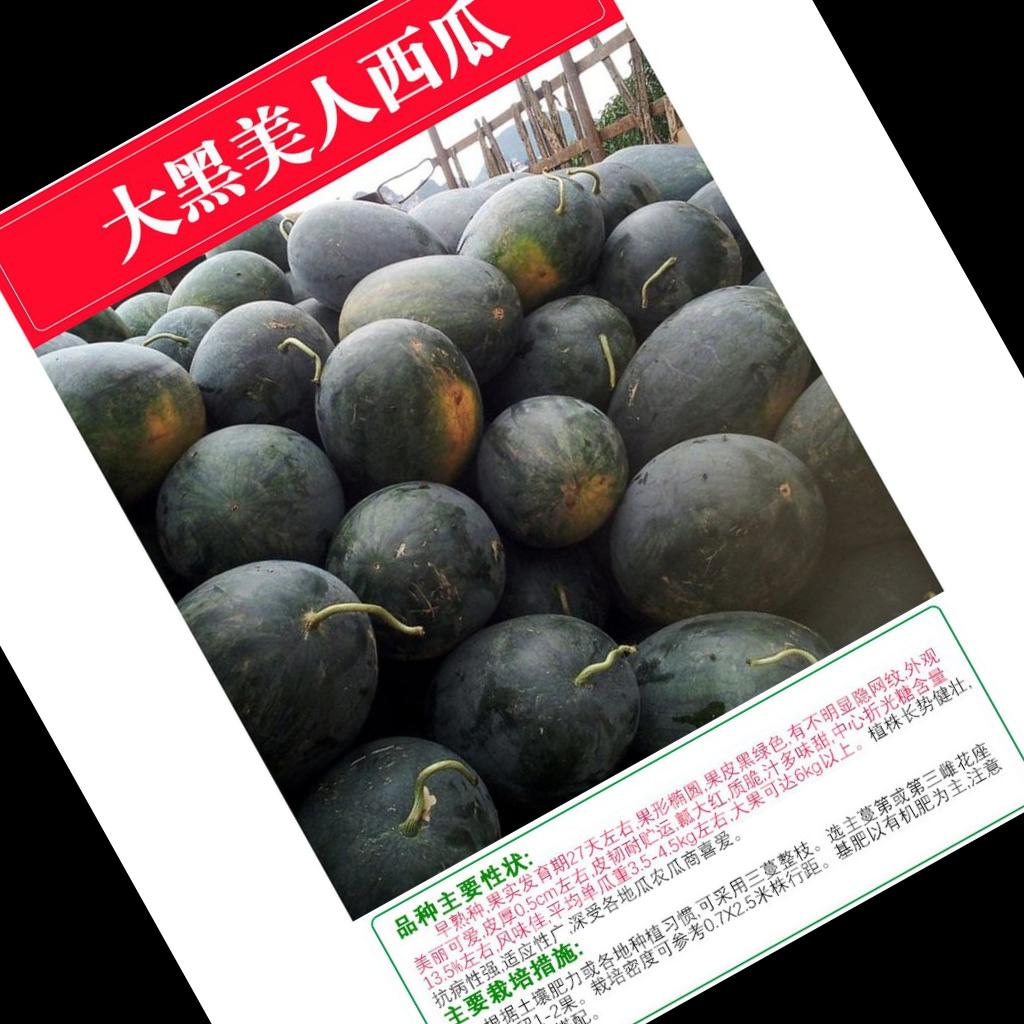 大黑美人西瓜
品种主要性状:
早熟种,果实发育期27天左右,果形椭圆,果皮黑绿色,有不明显隐网纹,外观
美丽可爱,皮厚0.5cm左右,皮韧耐贮运,瓤大红,质脆,汁多味甜,中心折光糖含量
13.5%左右,风味佳,平均单瓜重3.5-4.5kg左右,大果可达6kg以上。植株长势健壮,
抗病性强,适应性广,深受各地瓜农瓜商喜爱。
主要栽培措施:
根据土壤肥力或各地种植习惯,可采用三蔓整枝。选主蔓第或第三雌花座
1-2果。栽培密度可参考0.7X2.5米株行距。基肥以有机肥为主,注意
搭配。